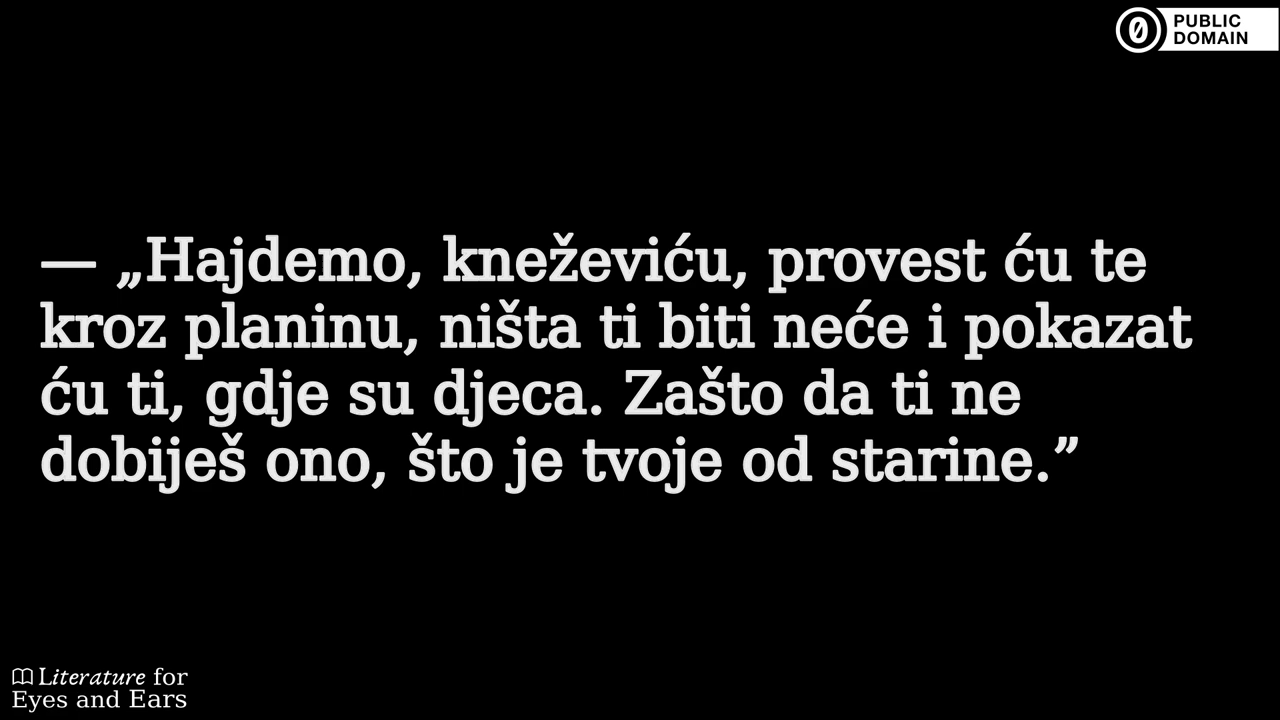 PUBLIC
DOMAIN
— „Hajdemo, kneževiću, provest ću te
kroz planinu, ništa ti biti neće i pokazat
ću ti, gdje su djeca. Zašto da ti ne
dobiješ ono, što je tvoje od starine.”
Literature for
Eyes and Ears